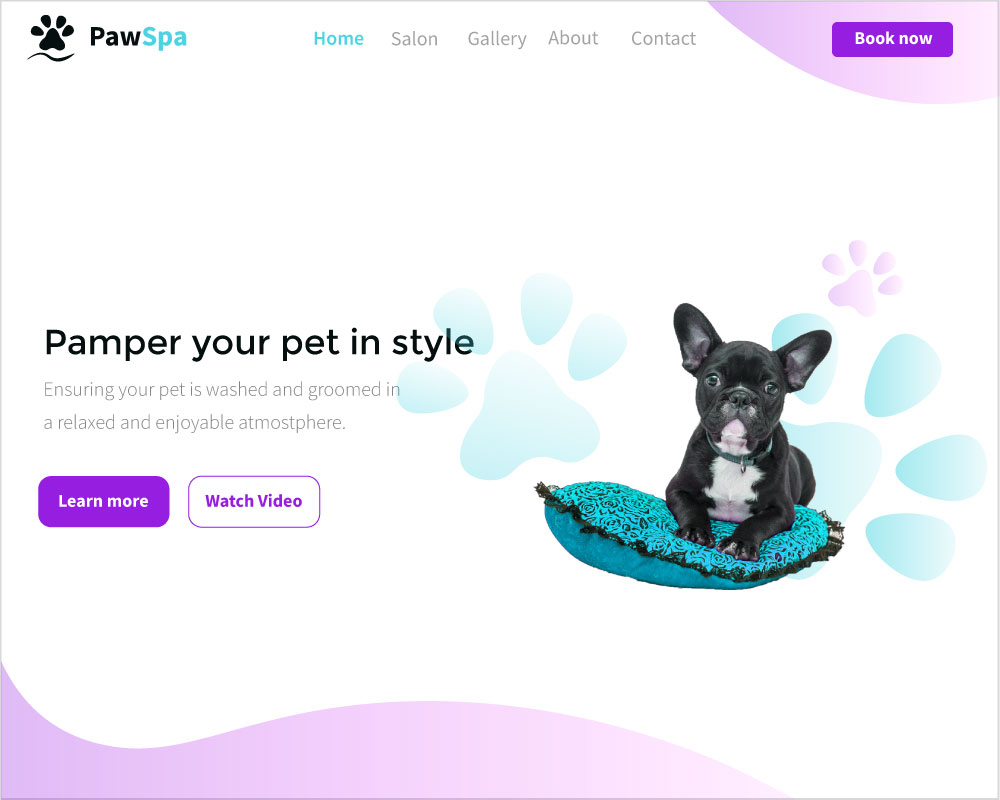 PawSpa
Home Salon Gallery About Contact
Book now
Pamper your pet in style
Ensuring your pet is washed and groomed in
a relaxed and enjoyable atmostphere.
Learn more Watch Video